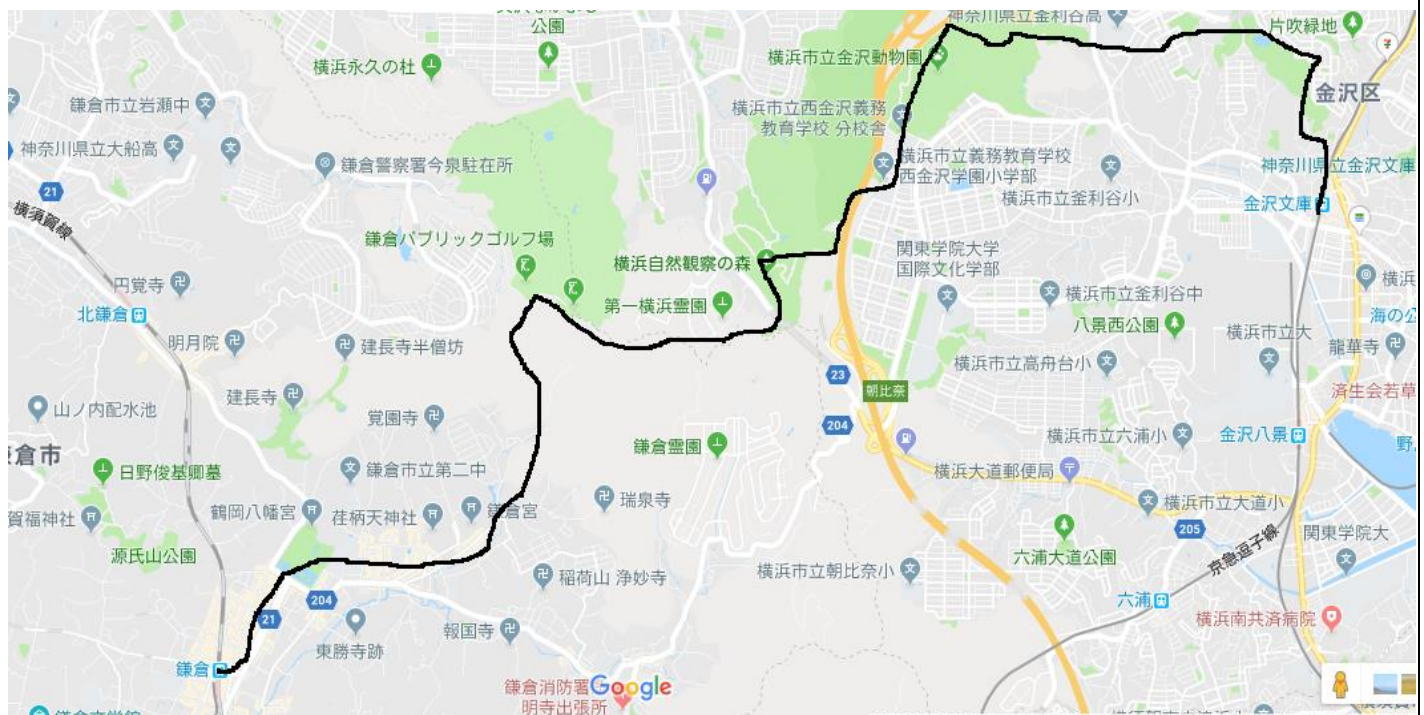 公園
神奈川県立釜利谷高
片吹緑地
横浜永久の杜
横浜市立金沢動物園
金沢区
鎌倉市立岩瀬中
横浜市立西金沢義務
教育学校 分校舎
神奈川県立大船高
鎌倉警察署今泉駐在所
横浜市立義務教育学校
西金沢学園小学部
神奈川県立金沢文庫
21
横須賀線
横浜市立釜利谷小
金沢文庫
鎌倉パブリックゴルフ場
横浜自然観察の森
関東学院大学
国際文化学部
円覚寺
第一横浜霊園
横浜市立釜利谷中
横浜
北鎌倉
八景西公園
海の公
明月院
建長寺半僧坊
横浜市立大
龍華寺
横浜市立高舟台小
23
朝比奈
済生会若草
建長寺
山ノ内配水池
覚園寺
204
鎌倉霊園
横浜市立六浦小
金沢八景
野
倉市
日野俊基卿墓
鎌倉市立第二中
横浜大道郵便局
瑞泉寺
横浜市立大道小
賀福神社
鶴岡八幡宮
荏柄天神社
鎌倉宮
205
関東学院大
源氏山公園
六浦大道公園
京急逗子線
稲荷山 浄妙寺
横浜市立朝比奈小
204
六浦
21
横浜南共済病院
報国寺
東勝寺跡
鎌倉
鎌倉消防署
明寺出張所
Google